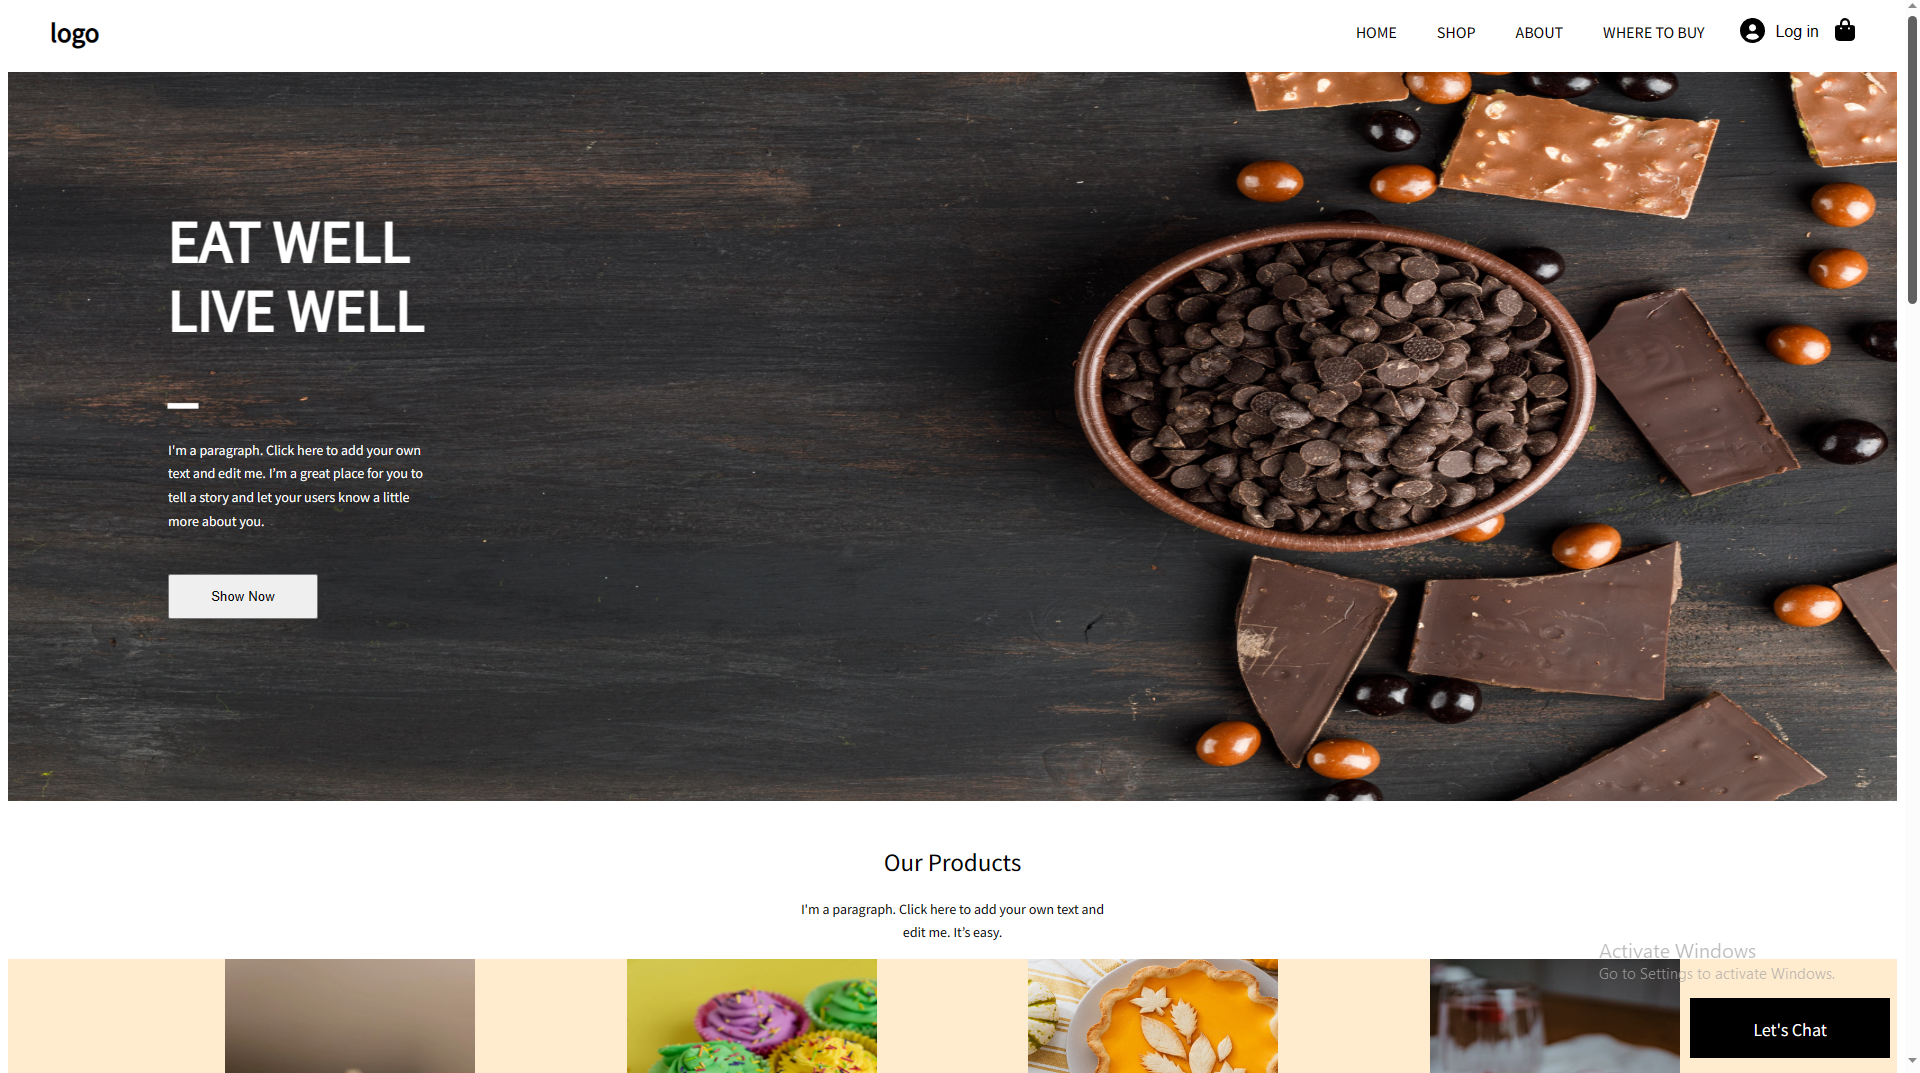 logo
HOME
SHOP
ABOUT
WHERE TO BUY
Log in
EAT WELL
LIVE WELL
I'm a paragraph. Click here to add your own
text and edit me. I’m a great place for you to
tell a story and let your users know a little
more about you.
Show Now
Our Products
I'm a paragraph. Click here to add your own text and
edit me. It’s easy.
Activate Windows
Go to Settings to activate Windows.
Let's Chat